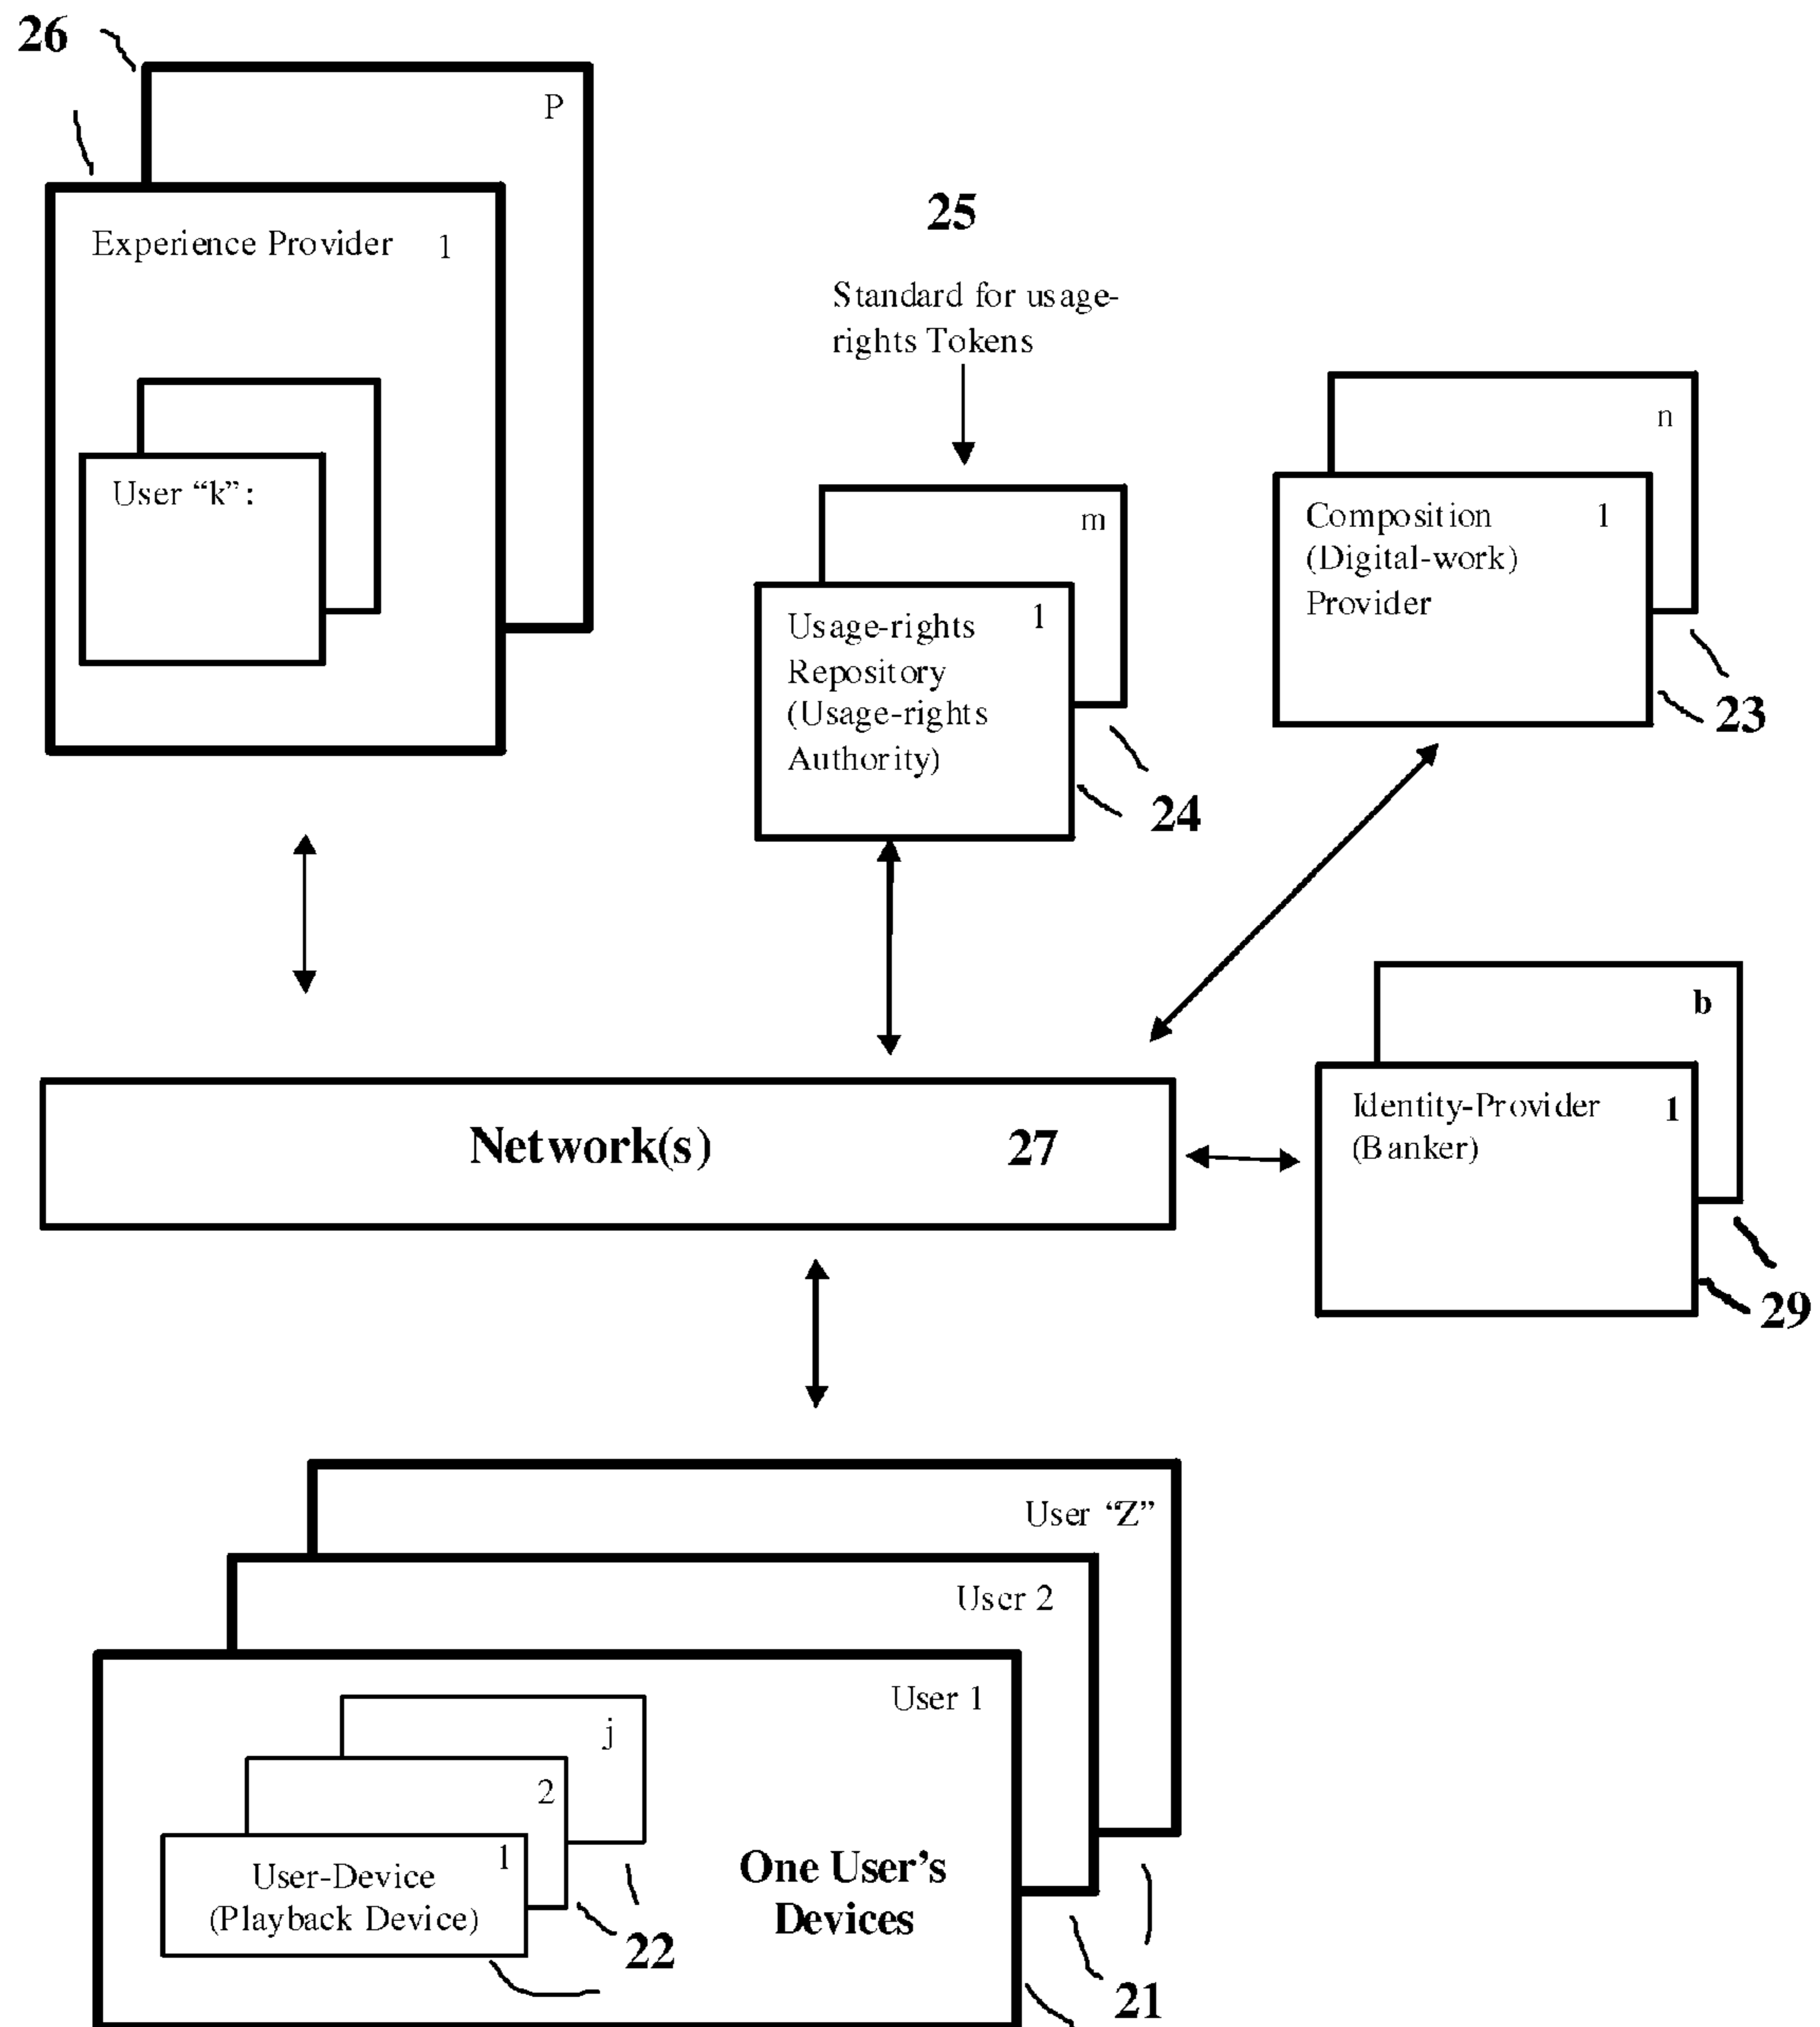 26
P
Experience Provider 1
User “k”:
25
Standard for usage-
rights Tokens
m
1
Usage-rights
Repository
(Usage-rights
Authority)
24
n
Composition 1
(Digital-work)
Provider
23
b
Identity-Provider 1
(Banker)
29
Network(s) 27
User “Z”
User 2
User 1
j
2
1
User-Device
(Playback Device)
22
One User’s
Devices
21